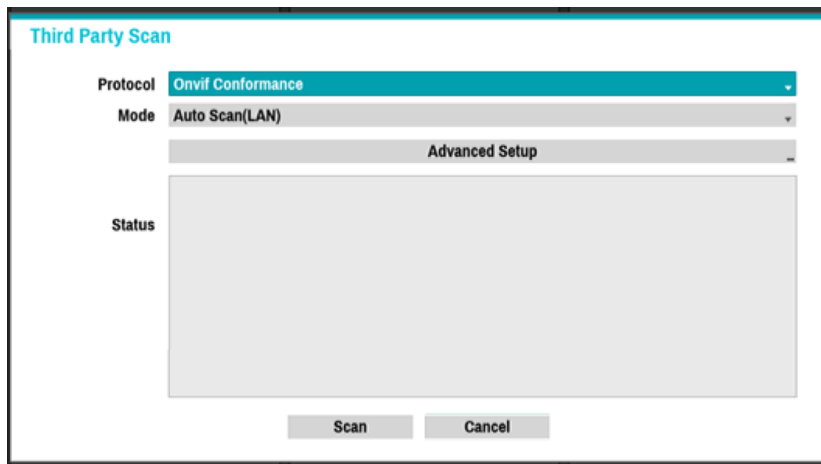 Third Party Scan
Protocol Onvif Conformance
Mode Auto Scan(LAN)
Advanced Setup ...
Status
Scan Cancel